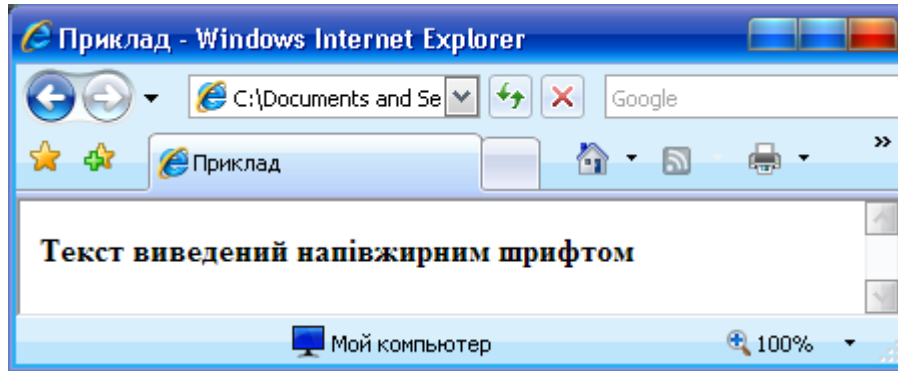 Приклад - Windows Internet Explorer
C:\Documents and Se
Google
Приклад
»
Текст виведений напівжирним шрифтом
Мой компьютер
100%